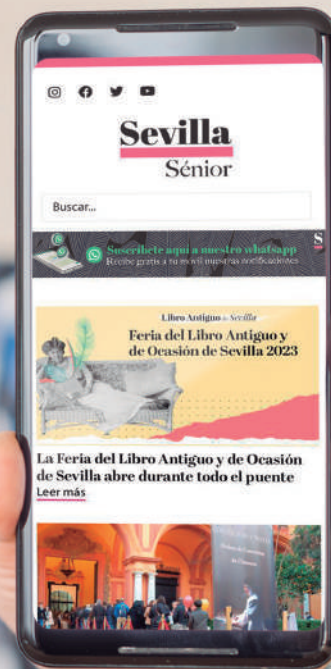 Sevilla
Sénior
Buscar...
Suscríbete aquí a nuestro whatsapp
Recibe gratis a tu móvil nuestras notificaciones
S
Libro Antiguo de Sevilla
Feria del Libro Antiguo y
de Ocasión de Sevilla 2023
La Feria del Libro Antiguo y de Ocasión
de Sevilla abre durante todo el puente
Leer más